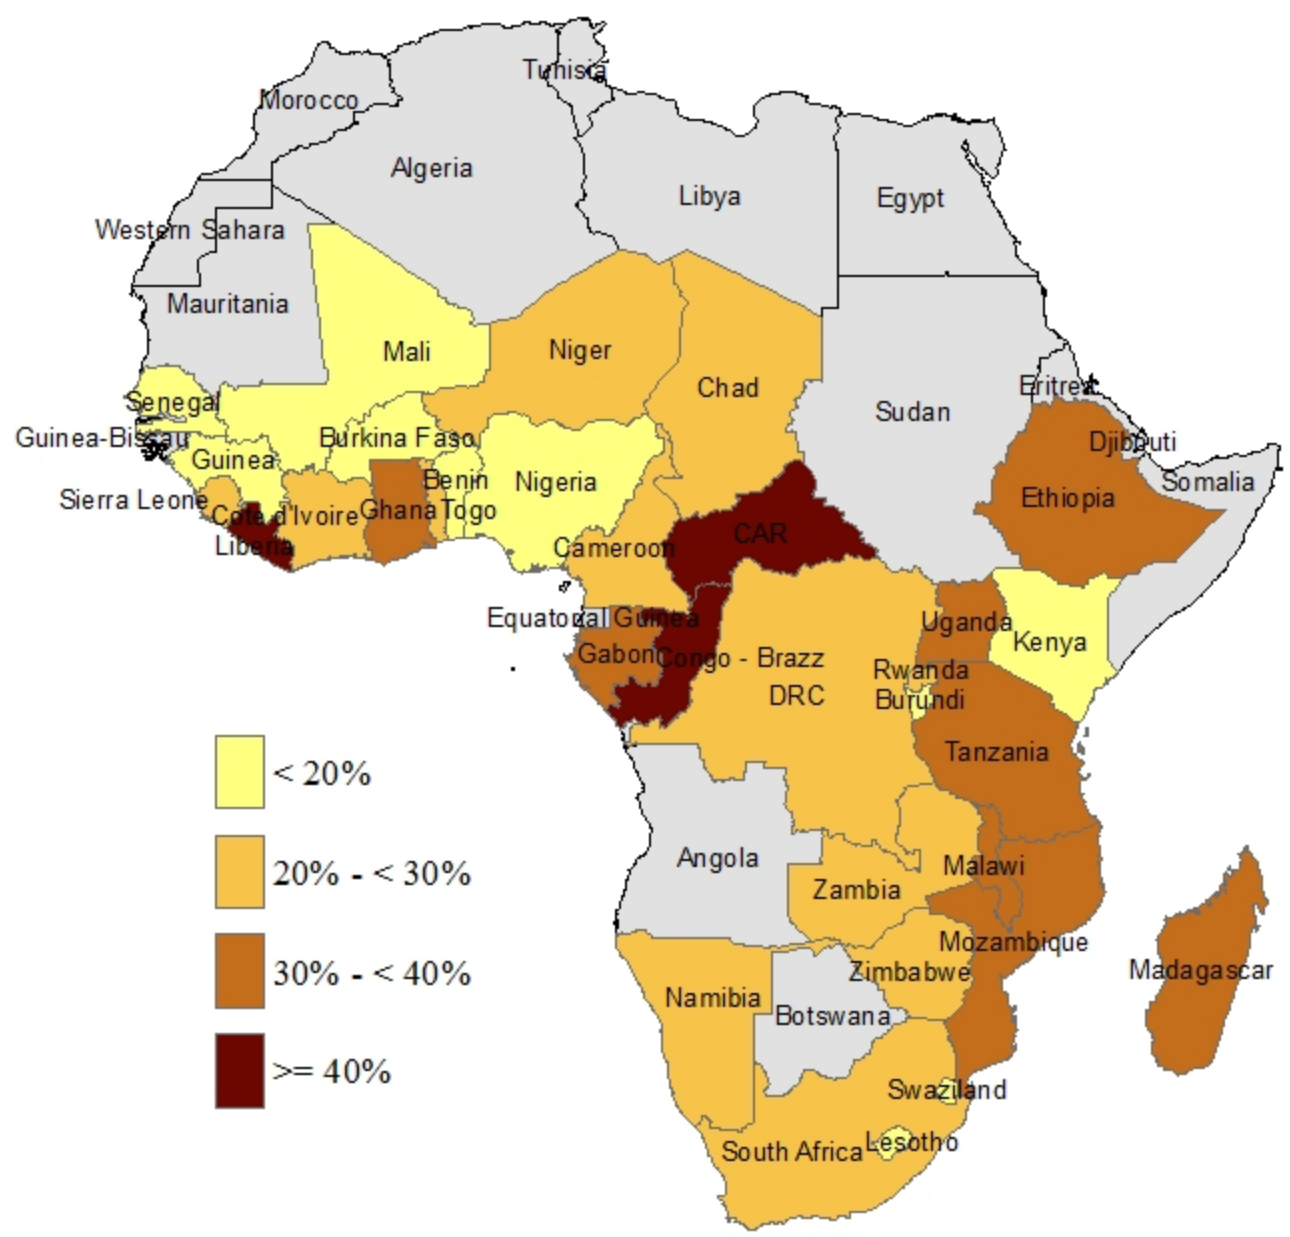 Tunisia
Morocco
Algeria
Libya
Egypt
Western Sahara
Mauritania
Mali
Niger
Chad
Sudan
Eritrea
Senegal
Guinea-Bissau
Burkina Faso
Djibouti
Guinea
Benin
Nigeria
Somalia
Ethiopia
Sierra Leone
Cote d'Ivoire
Ghana
Togo
Liberia
Cameroon
CAR
Equatorial Guinea
Uganda
Kenya
Gabon
Congo - Brazz
Rwanda
DRC
Burundi
Tanzania
< 20%
Angola
20% - < 30%
Malawi
Zambia
Mozambique
30% - < 40%
Zimbabwe
Madagascar
Namibia
Botswana
>= 40%
Swaziland
South Africa
Lesotho